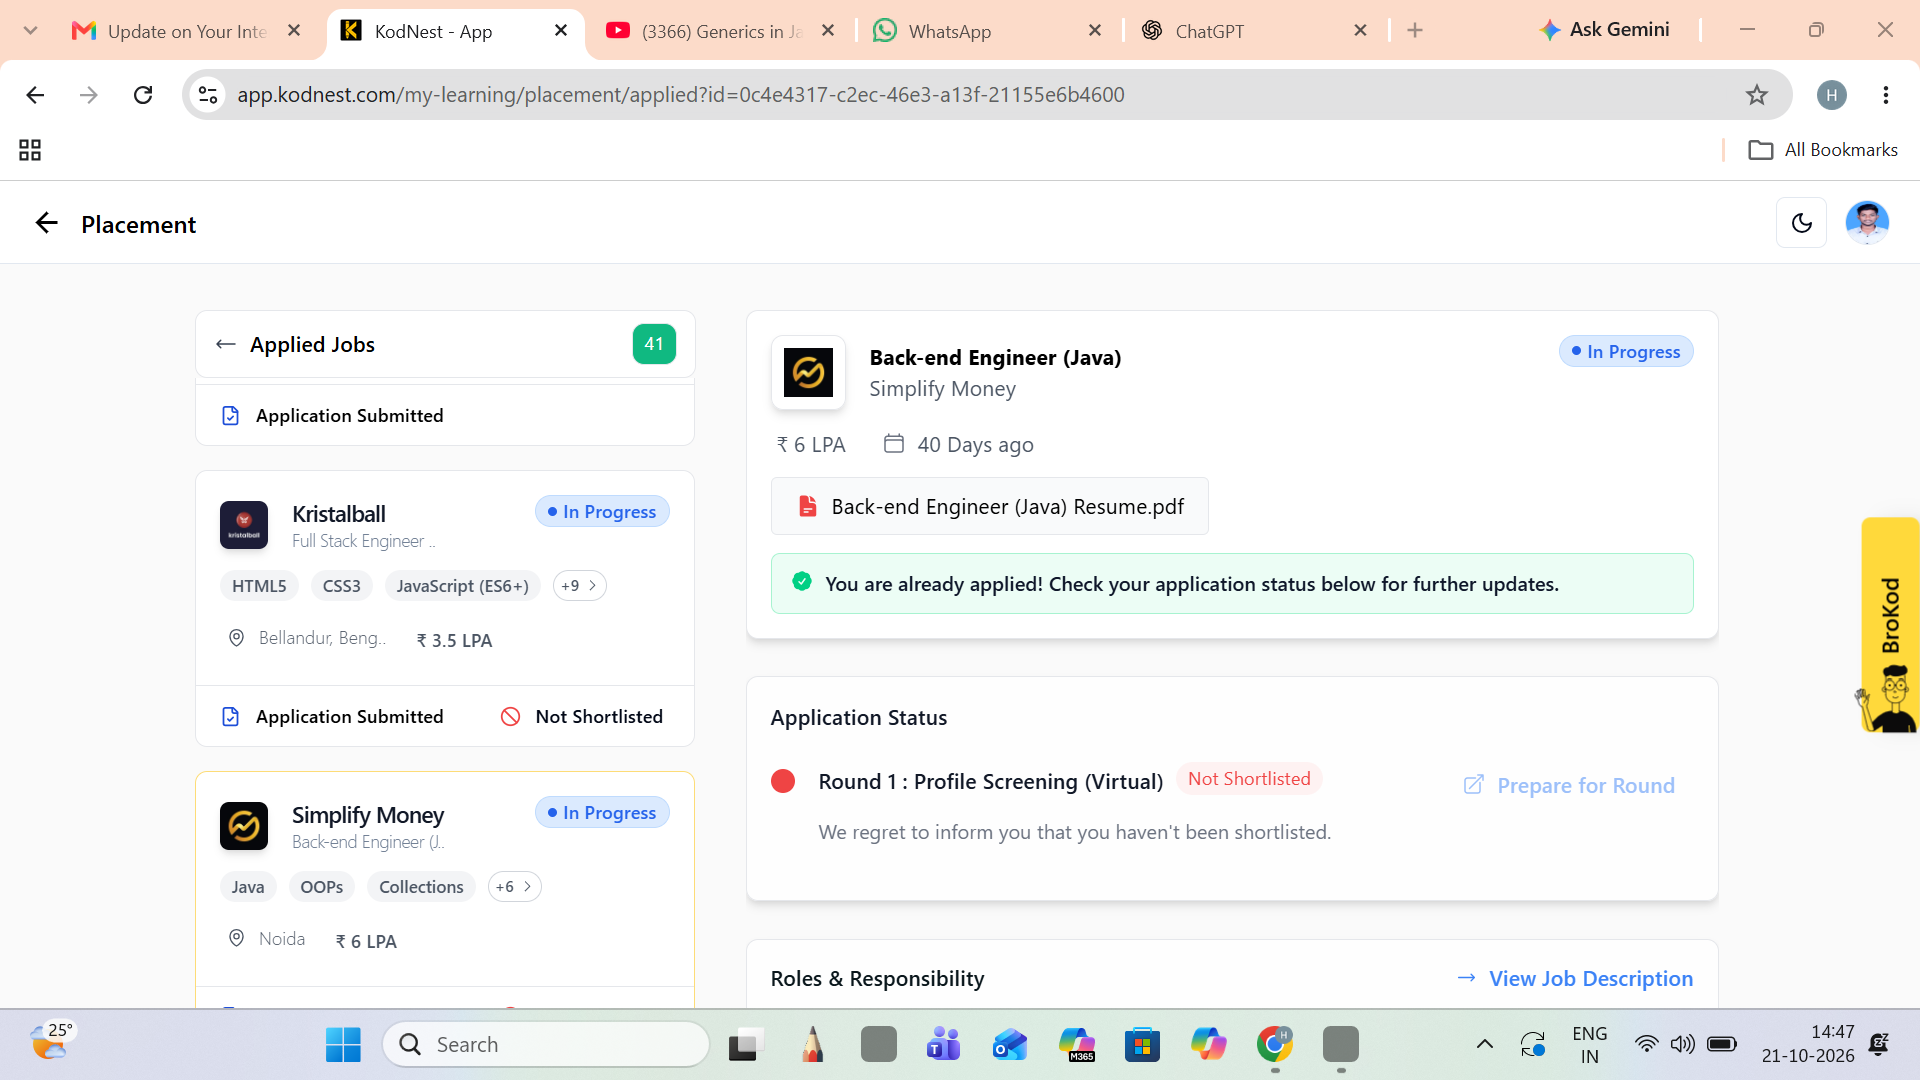 Update on Your Inte
KodNest - App
(3366) Generics in Ja
WhatsApp
ChatGPT
Ask Gemini
app.kodnest.com/my-learning/placement/applied?id=0c4e4317-c2ec-46e3-a13f-21155e6b4600
H
All Bookmarks
Placement
Applied Jobs
41
Application Submitted
Kristalball
In Progress
kristalball
Full Stack Engineer ..
HTML5
CSS3
JavaScript (ES6+)
+9
Bellandur, Beng..
₹ 3.5 LPA
Application Submitted
Not Shortlisted
Simplify Money
In Progress
Back-end Engineer (J..
Java
OOPs
Collections
+6
Noida
₹ 6 LPA
Back-end Engineer (Java)
In Progress
Simplify Money
₹ 6 LPA
40 Days ago
Back-end Engineer (Java) Resume.pdf
You are already applied! Check your application status below for further updates.
Application Status
Round 1 : Profile Screening (Virtual)
Not Shortlisted
Prepare for Round
We regret to inform you that you haven't been shortlisted.
Roles & Responsibility
View Job Description
BroKod
25°
Search
M365
H
ENG
IN
14:47
21-10-2026